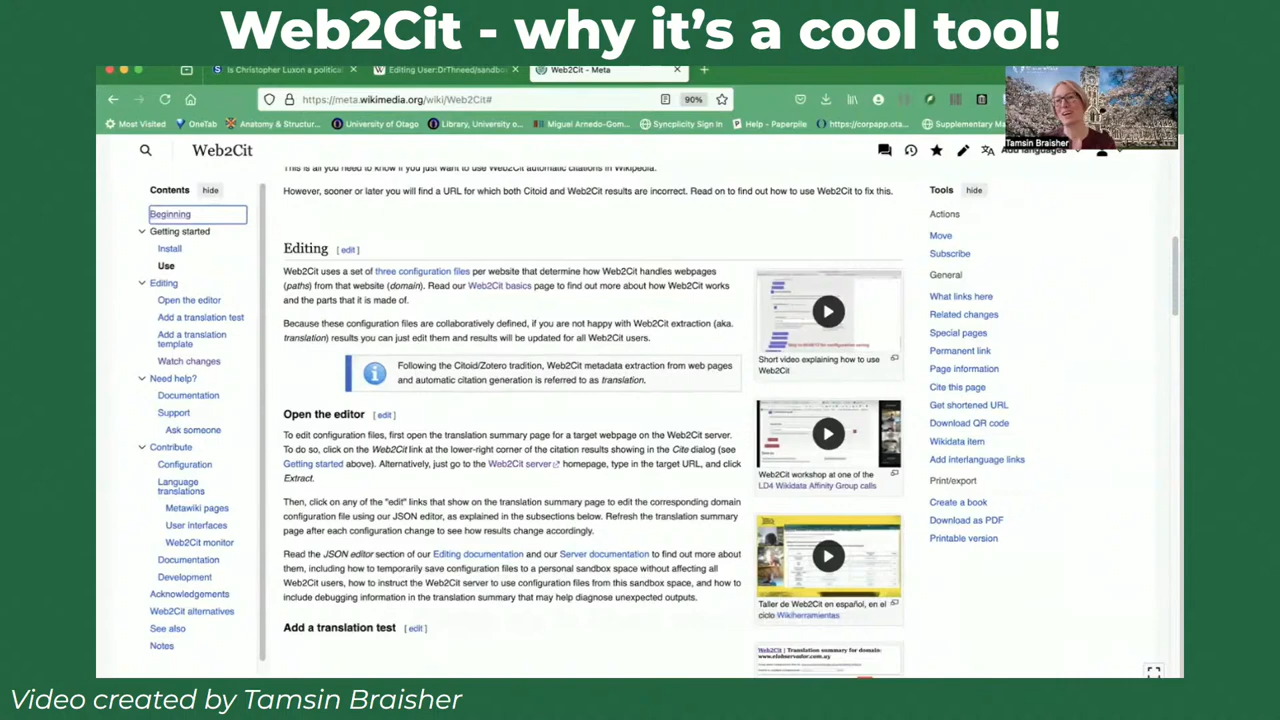 Web2Cit - why it's a cool tool!
Is Christopher Luxon a political
Editing User:DrThneed/sandbo
Web2Cit - Meta
https://meta.wikimedia.org/wiki/Web2Cit#
90%
Most Visited
OneTab
Anatomy & Structur...
University of Otago
Library, University o...
Miguel Arnedo-Gom...
Syncplicity Sign In
Help - Paperpile
https://corpapp.ota...
Supplementary Ma
Tamsin Braisher
Web2Cit
Add languages
This is all you need to know if you just want to use Web2Cit automatic citations in Wikipedia.
However, sooner or later you will find a URL for which both Citoid and Web2Cit results are incorrect. Read on to find out how to use Web2Cit to fix this.
Contents hide
Beginning
Getting started
Install
Use
Editing
Open the editor
Add a translation test
Add a translation
template
Watch changes
Need help?
Documentation
Support
Ask someone
Contribute
Configuration
Language
translations
Metawiki pages
User interfaces
Web2Cit monitor
Documentation
Development
Acknowledgements
Web2Cit alternatives
See also
Notes
Editing [ edit ]
Web2Cit uses a set of three configuration files per website that determine how Web2Cit handles webpages
(paths) from that website (domain). Read our Web2Cit basics page to find out more about how Web2Cit works
and the parts that it is made of.
Because these configuration files are collaboratively defined, if you are not happy with Web2Cit extraction (aka.
translation) results you can just edit them and results will be updated for all Web2Cit users.
Following the Citoid/Zotero tradition, Web2Cit metadata extraction from web pages
and automatic citation generation is referred to as translation.
Open the editor [ edit ]
To edit configuration files, first open the translation summary page for a target webpage on the Web2Cit server.
To do so, click on the Web2Cit link at the lower-right corner of the citation results showing in the Cite dialog (see
Getting started above). Alternatively, just go to the Web2Cit server homepage, type in the target URL, and click
Extract.
Then, click on any of the "edit" links that show on the translation summary page to edit the corresponding domain
configuration file using our JSON editor, as explained in the subsections below. Refresh the translation summary
page after each configuration change to see how results change accordingly.
Read the JSON editor section of our Editing documentation and our Server documentation to find out more about
them, including how to temporarily save configuration files to a personal sandbox space without affecting all
Web2Cit users, how to instruct the Web2Cit server to use configuration files from this sandbox space, and how to
include debugging information in the translation summary that may help diagnose unexpected outputs.
Add a translation test [ edit ]
Short video explaining how to use
Web2Cit
Web2Cit workshop at one of the
LD4 Wikidata Affinity Group calls
Taller de Web2Cit en español, en el
ciclo Wikiherramientas
Web2Cit | Translation summary for domain:
www.elobservador.com.uy
Tools hide
Actions
Move
Subscribe
General
What links here
Related changes
Special pages
Permanent link
Page information
Cite this page
Get shortened URL
Download QR code
Wikidata item
Add interlanguage links
Print/export
Create a book
Download as PDF
Printable version
Video created by Tamsin Braisher